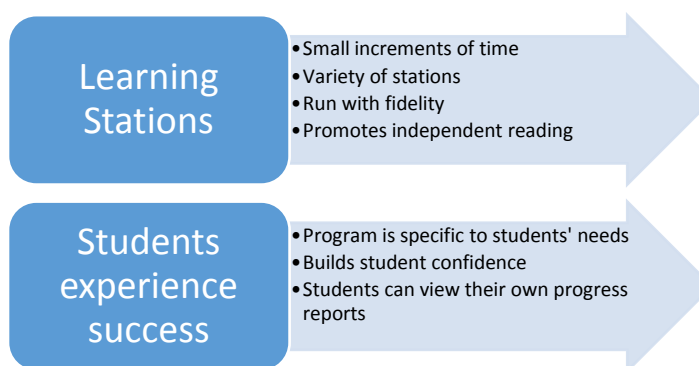 Learning
Stations
•Small increments of time
•Variety of stations
•Run with fidelity
•Promotes independent reading
Students
experience
success
•Program is specific to students' needs
•Builds student confidence
•Students can view their own progress
reports